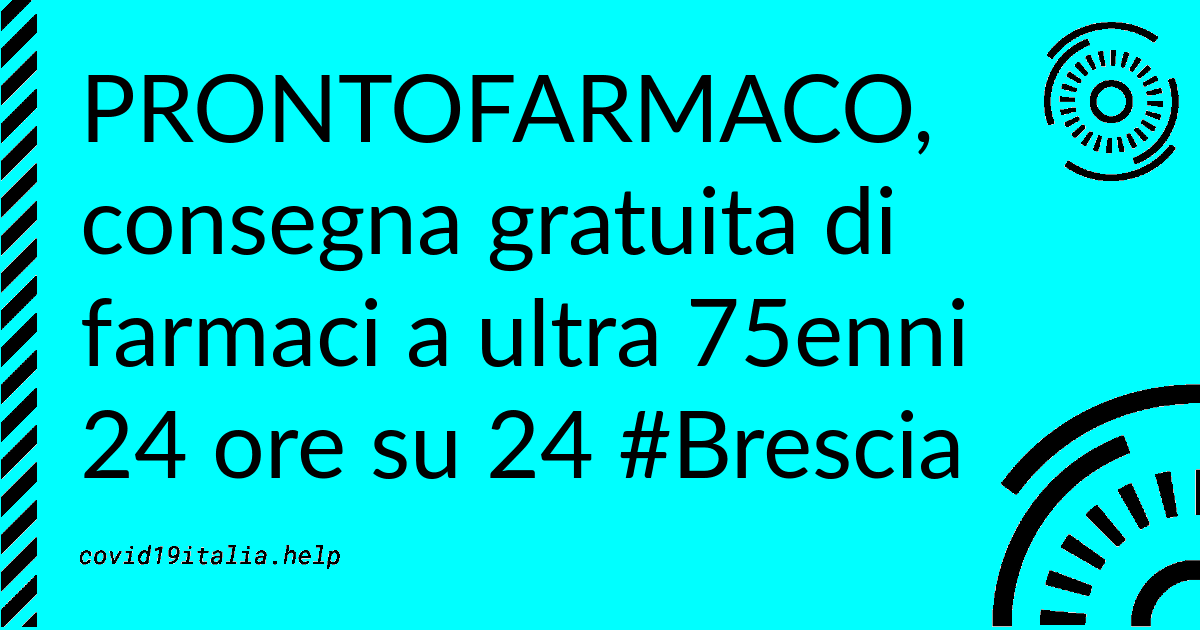 PRONTOFARMACO,
consegna gratuita di
farmaci a ultra 75enni
24 ore su 24 #Brescia
covid19italia.help